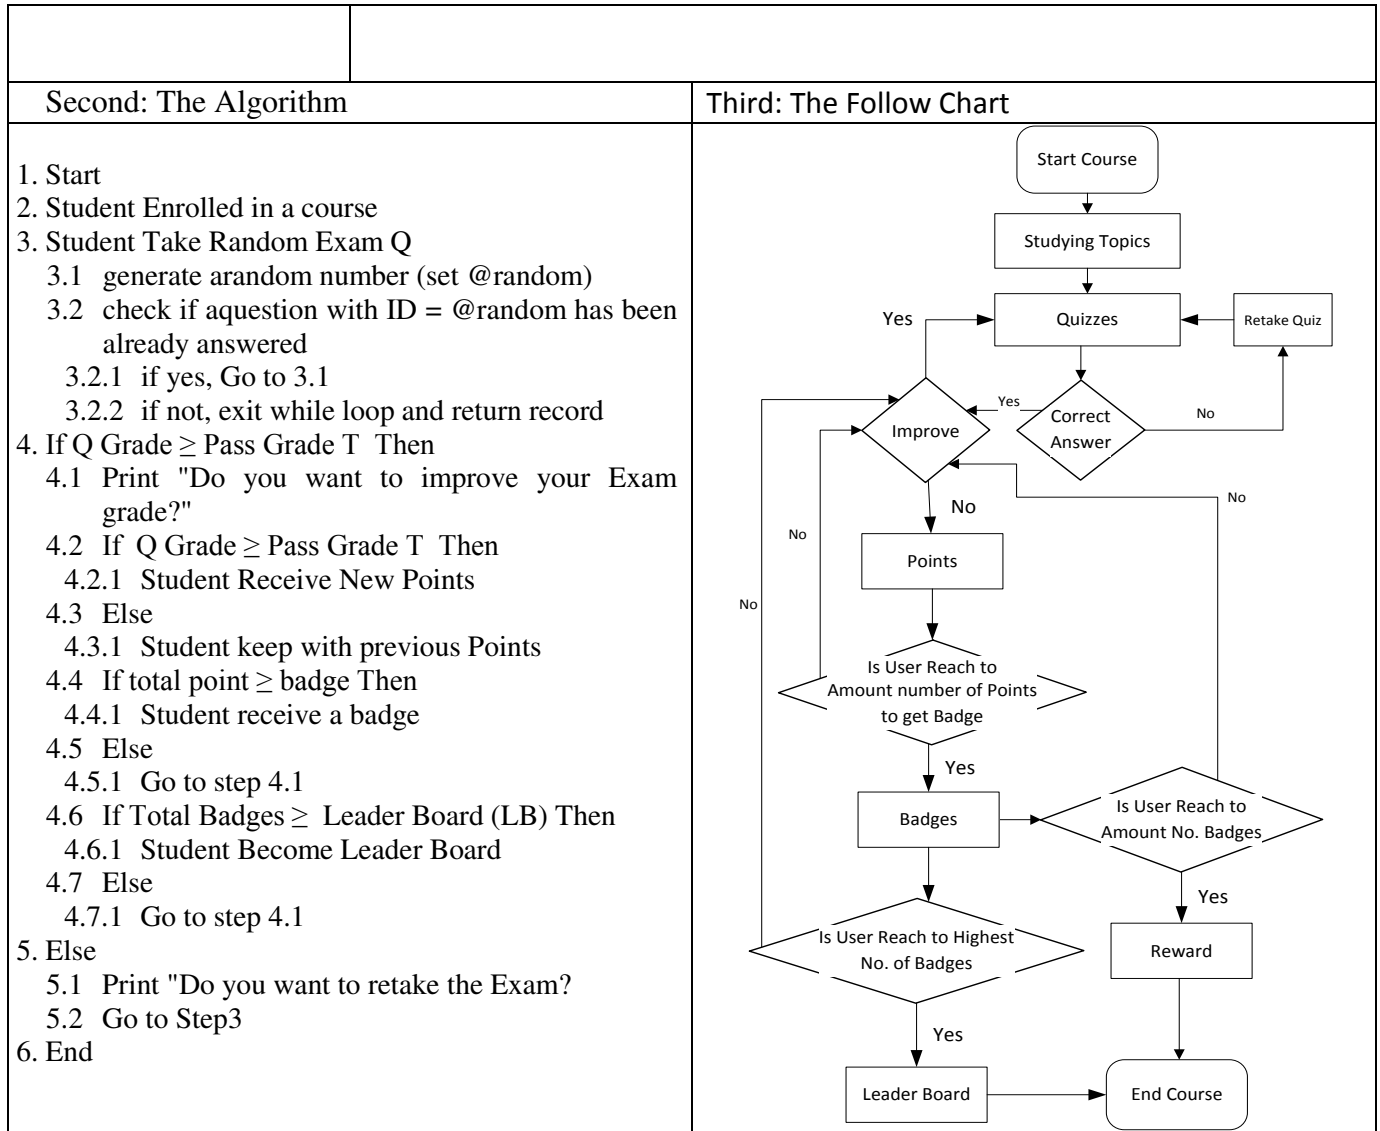 Second: The Algorithm
1. Start
2. Student Enrolled in a course
3. Student Take Random Exam Q
3.1 generate arandom number (set @random)
3.2 check if aquestion with ID = @random has been
already answered
3.2.1 if yes, Go to 3.1
3.2.2 if not, exit while loop and return record
4. If Q Grade ≥ Pass Grade T Then
4.1 Print "Do you want to improve your Exam
grade?"
4.2 If Q Grade ≥ Pass Grade T Then
4.2.1 Student Receive New Points
4.3 Else
4.3.1 Student keep with previous Points
4.4 If total point ≥ badge Then
4.4.1 Student receive a badge
4.5 Else
4.5.1 Go to step 4.1
4.6 If Total Badges ≥ Leader Board (LB) Then
4.6.1 Student Become Leader Board
4.7 Else
4.7.1 Go to step 4.1
5. Else
5.1 Print "Do you want to retake the Exam?
5.2 Go to Step3
6. End
Third: The Follow Chart
Start Course
Studying Topics
Yes
Quizzes
Retake Quiz
Yes
Correct
Answer
No
Improve
No
No
No
Points
No
Is User Reach to
Amount number of Points
to get Badge
Yes
Badges
Is User Reach to
Amount No. Badges
Yes
Is User Reach to Highest
No. of Badges
Reward
Yes
Leader Board
End Course